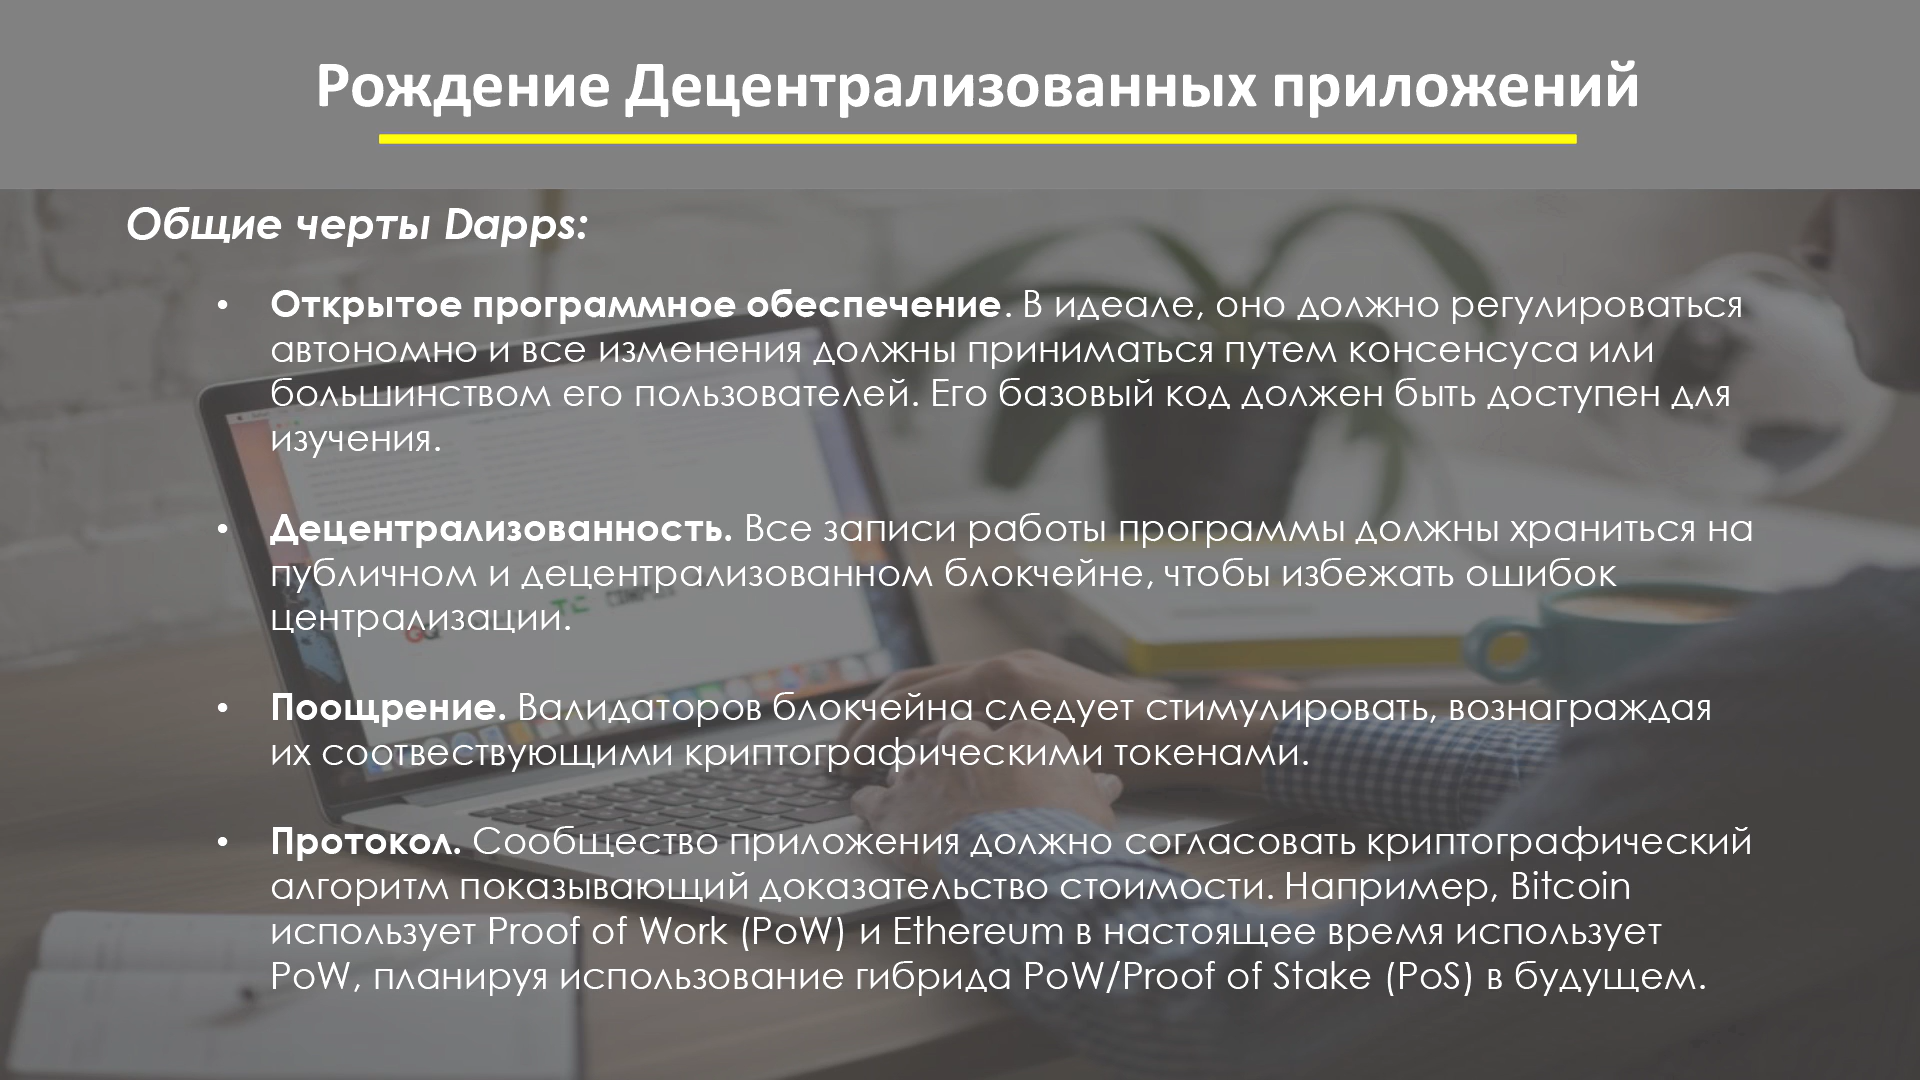 Рождение Децентрализованных приложений
Общие черты Dapps:
• Открытое программное обеспечение. В идеале, оно должно регулироваться
автономно и все изменения должны приниматься путем консенсуса или
большинством его пользователей. Его базовый код должен быть доступен для
изучения.
• Децентрализованность. Все записи работы программы должны храниться на
публичном и децентрализованном блокчейне, чтобы избежать ошибок
централизации.
• Поощрение. Валидаторов блокчейна следует стимулировать, вознаграждая
их соотвествующими криптографическими токенами.
• Протокол. Сообщество приложения должно согласовать криптографический
алгоритм показывающий доказательство стоимости. Например, Bitcoin
использует Proof of Work (PoW) и Ethereum в настоящее время использует
PoW, планируя использование гибрида PoW/Proof of Stake (PoS) в будущем.